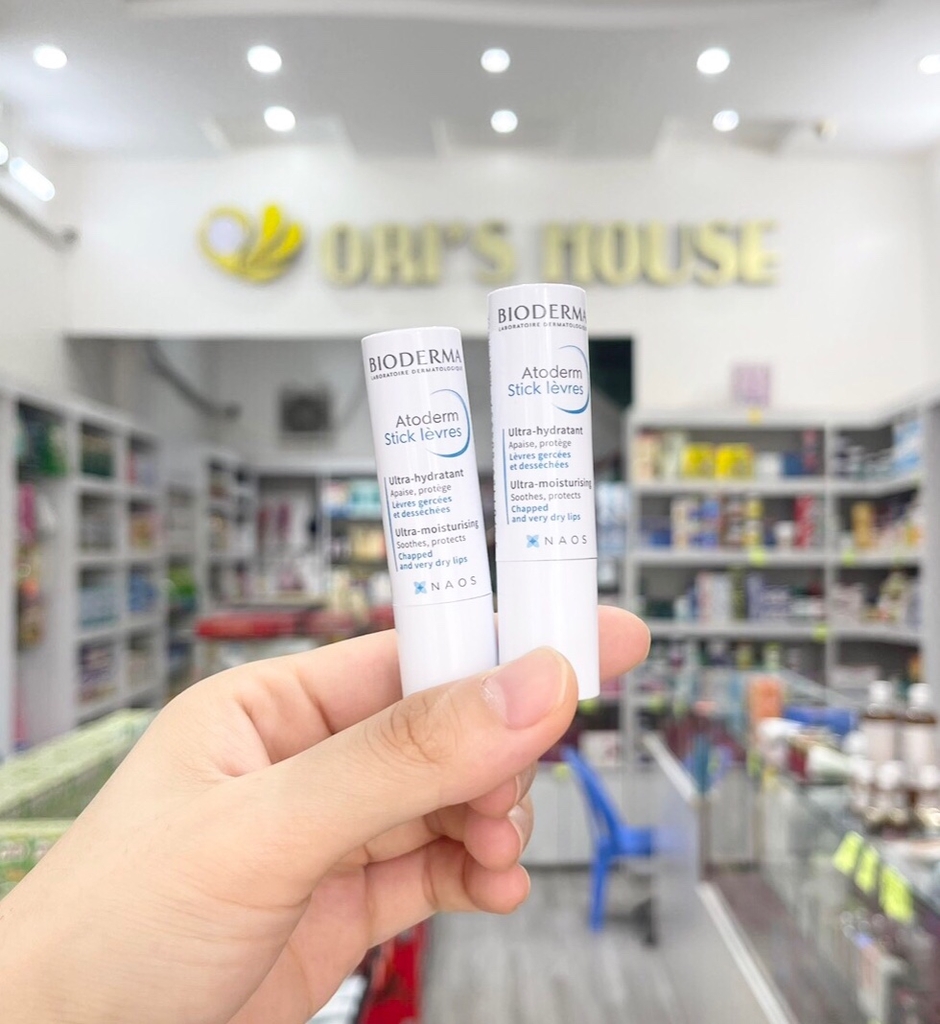 ORI'S HOUSE
BIODERMA
LABORATOIRE DERMATOLOGIQUE
Atoderm
Stick lèvres
Ultra-hydratant
Apaise, protège
Lèvres gercées
et desséchées
Ultra-moisturising
Soothes, protects
Chapped
and very dry lips
NAOS
BIODERMA
LABORATOIRE DERMATOLOGIQUE
Atoderm
Stick lèvres
Ultra-hydratant
Apaise, protège
Lèvres gercées
et desséchées
Ultra-moisturising
Soothes, protects
Chapped
and very dry lips
NAOS